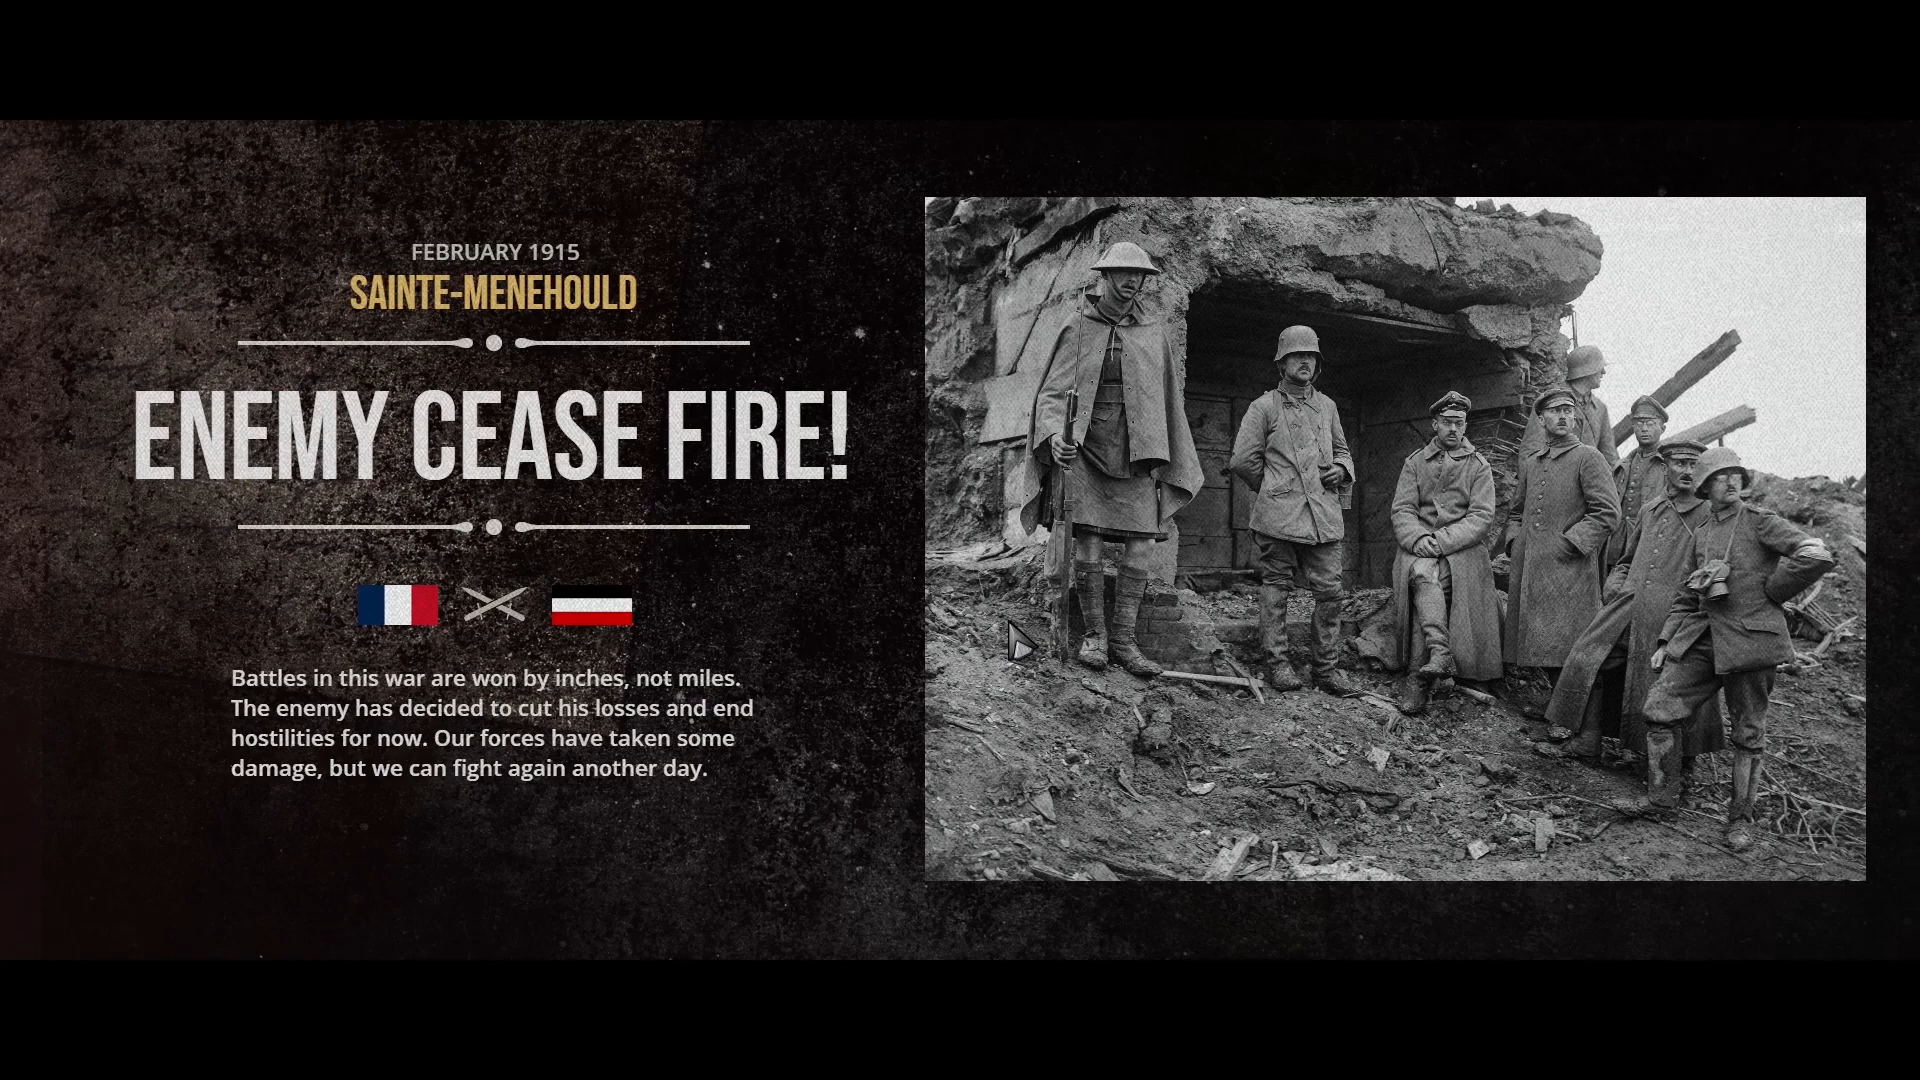 FEBRUARY 1915
SAINTE-MENEHOULD
ENEMY CEASE FIRE!
Battles in this war are won by inches, not miles.
The enemy has decided to cut his losses and end
hostilities for now. Our forces have taken some
damage, but we can fight again another day.